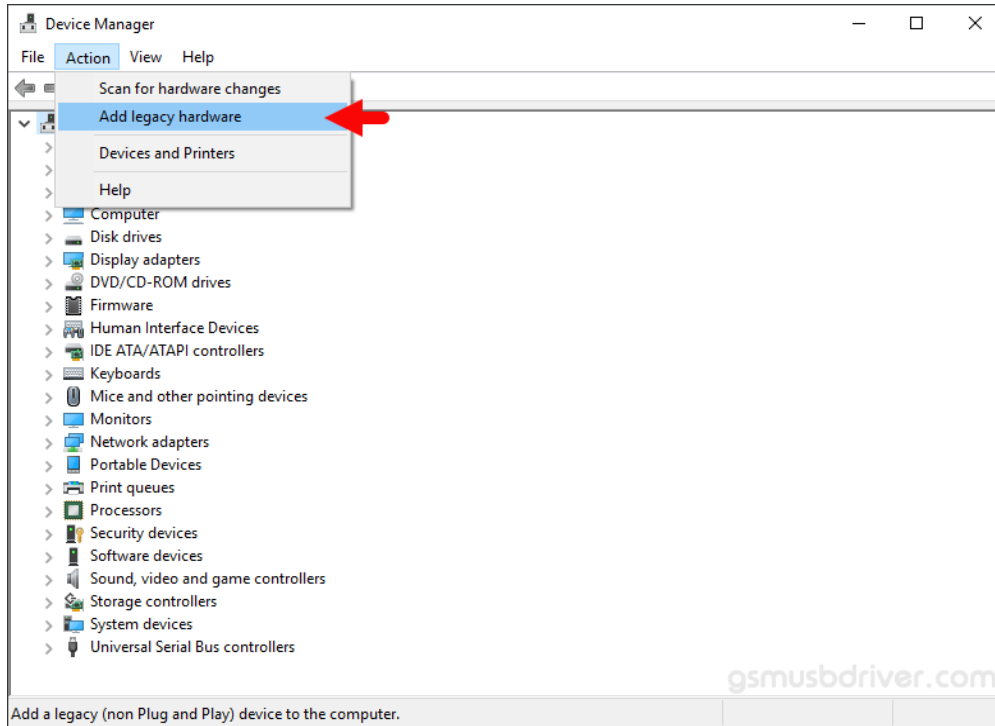 Device Manager
File Action View Help
Scan for hardware changes
Add legacy hardware
Devices and Printers
Help
Computer
Disk drives
Display adapters
DVD/CD-ROM drives
Firmware
Human Interface Devices
IDE ATA/ATAPI controllers
Keyboards
Mice and other pointing devices
Monitors
Network adapters
Portable Devices
Print queues
Processors
Security devices
Software devices
Sound, video and game controllers
Storage controllers
System devices
Universal Serial Bus controllers
gsmusbdriver.com
Add a legacy (non Plug and Play) device to the computer.